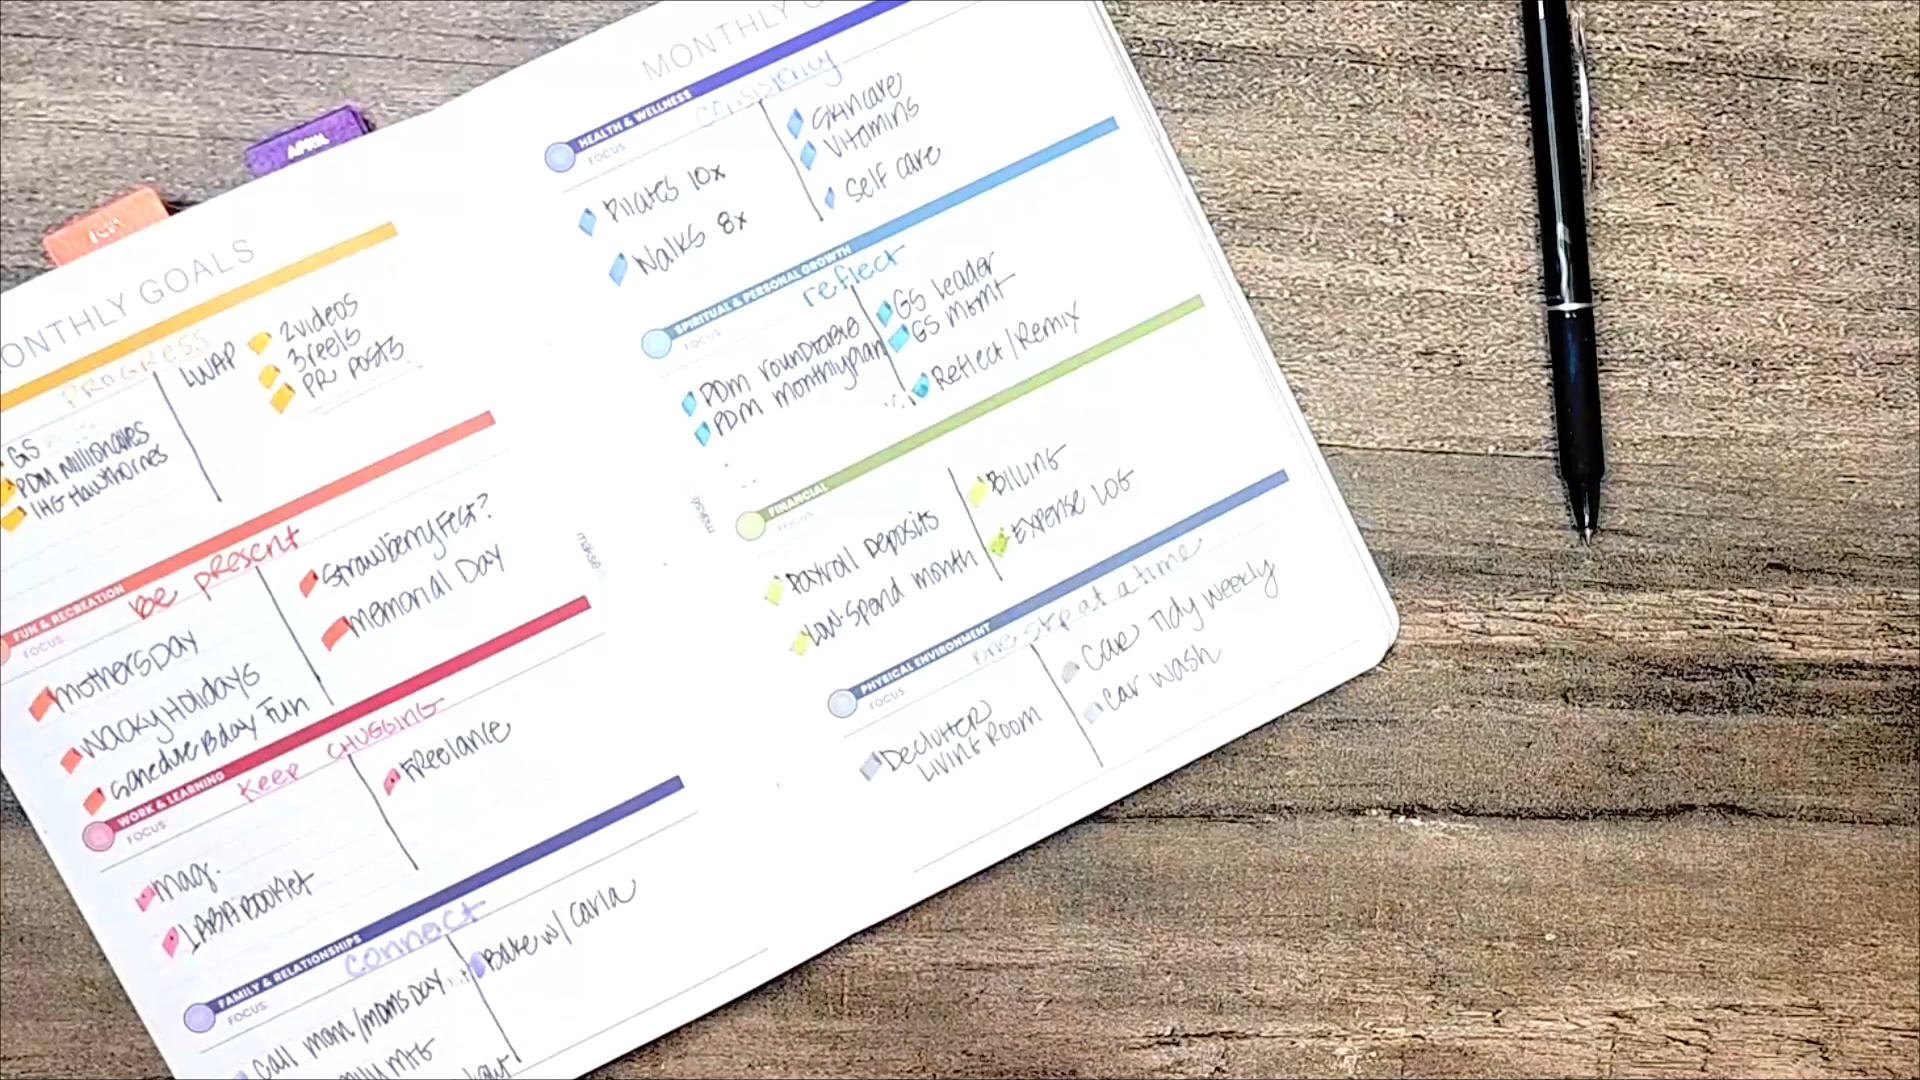 APRIL
MONTHLY GOALS
PROGRESS
GS
PDM Millionaires
IHG Hawthornes
LWAP
2 videos
3 reels
PR Posts
FUN & RECREATION
FOCUS:
be present
Mothers Day
Wacky Holidays
Schedule Bday Fun
Strawberry Fest?
Memorial Day
WORK & LEARNING
FOCUS:
Keep Chugging
Mag.
LABA Booklet
Freelance
FAMILY & RELATIONSHIPS
FOCUS:
connect
Call mom/moms Day
Bake w/ Carla
MONTHLY
HEALTH & WELLNESS
FOCUS:
consistency
Pilates 10x
Walks 8x
Skincare
Vitamins
Self care
SPIRITUAL & PERSONAL GROWTH
FOCUS:
reflect
PDM roundtable
PDM monthly plan
GS Leader
GS Mgmt
Reflect/Remix
FINANCIAL
FOCUS:
Payroll Deposits
Low-spend month
Billing
Expense Log
PHYSICAL ENVIRONMENT
FOCUS:
one step at a time
Declutter
Living Room
Car Tidy weekly
Car wash
makse
makse